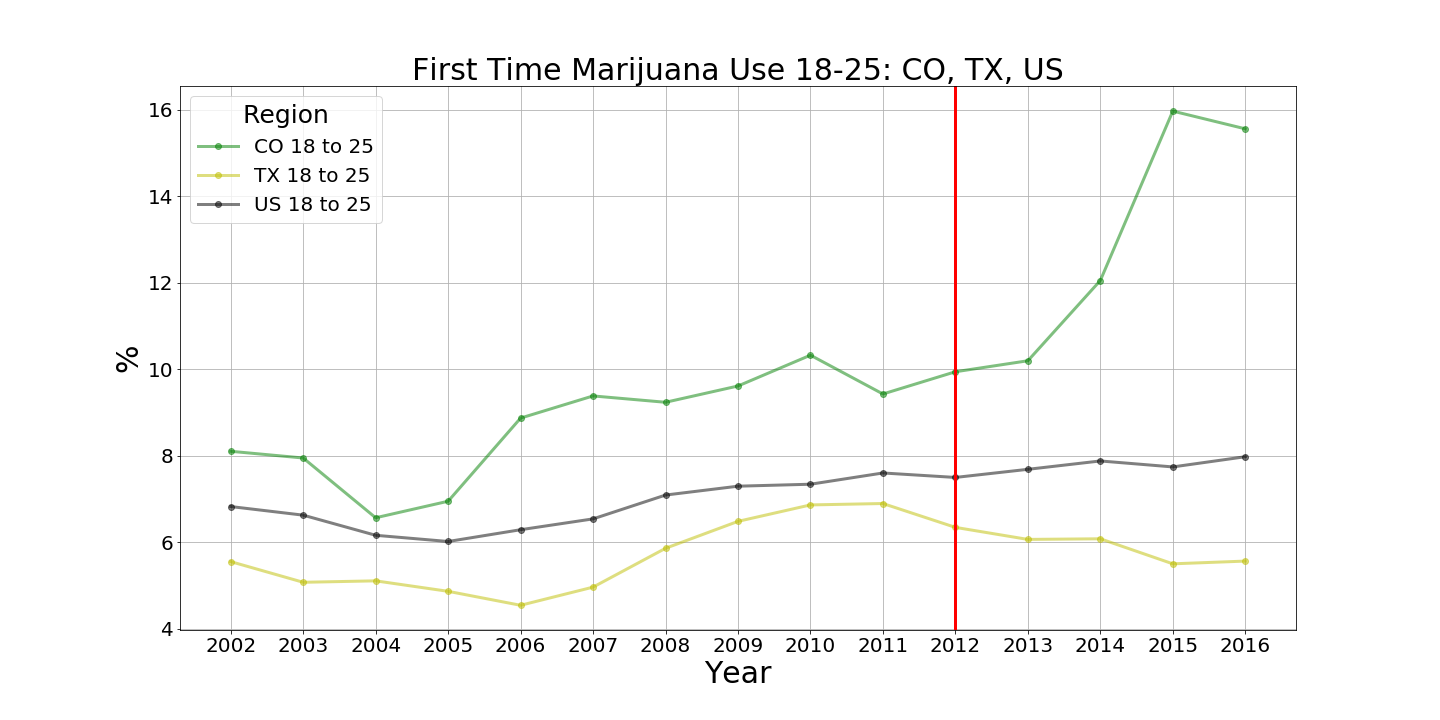 First Time Marijuana Use 18-25: CO, TX, US
Region
CO 18 to 25
TX 18 to 25
US 18 to 25
16
14
12
10
8
6
4
%
2002 2003 2004 2005 2006 2007 2008 2009 2010 2011 2012 2013 2014 2015 2016
Year